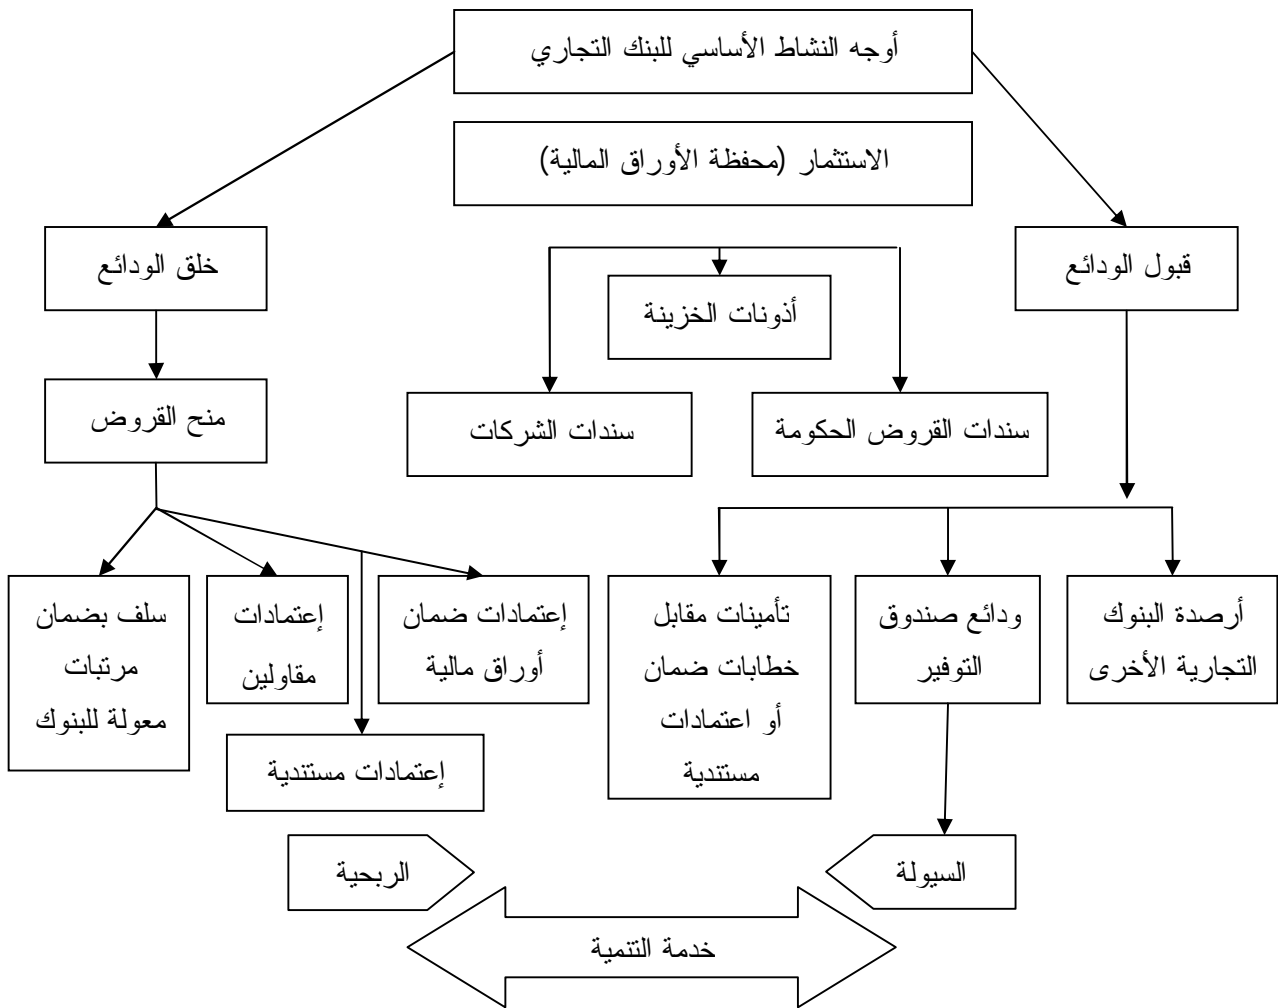 أوجه النشاط الأساسي للبنك التجاري
الاستثمار (محفظة الأوراق المالية)
قبول الودائع
خلق الودائع
أذونات الخزينة
منح القروض
سندات القروض الحكومة
سندات الشركات
أرصدة البنوك
التجارية الأخرى
ودائع صندوق
التوفير
تأمينات مقابل
خطابات ضمان
أو اعتمادات
مستندية
إعتمادات ضمان
أوراق مالية
إعتمادات
مقاولين
سلف بضمان
مرتبات
معولة للبنوك
إعتمادات مستندية
السيولة
الربحية
خدمة التنمية